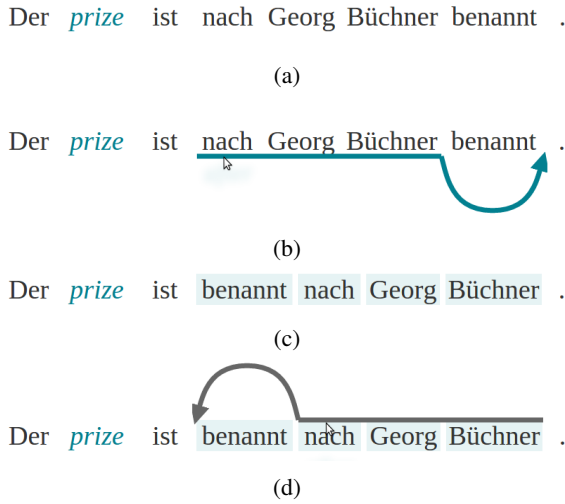 Der prize ist nach Georg Büchner benannt .
(a)
Der prize ist nach Georg Büchner benannt .
(b)
Der prize ist benannt nach Georg Büchner .
(c)
Der prize ist benannt nach Georg Büchner .
(d)